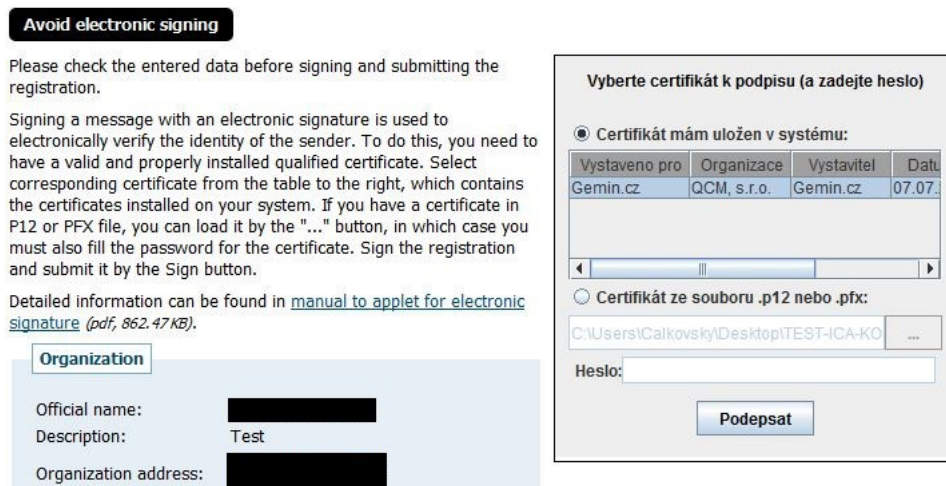 Avoid electronic signing
Please check the entered data before signing and submitting the
registration.
Signing a message with an electronic signature is used to
electronically verify the identity of the sender. To do this, you need to
have a valid and properly installed qualified certificate. Select
corresponding certificate from the table to the right, which contains
the certificates installed on your system. If you have a certificate in
P12 or PFX file, you can load it by the "..." button, in which case you
must also fill the password for the certificate. Sign the registration
and submit it by the Sign button.
Detailed information can be found in manual to applet for electronic
signature (pdf, 862.47 KB).
Organization
Official name:
Description: Test
Organization address:
Vyberte certifikát k podpisu (a zadejte heslo)
Certifikát mám uložen v systému:
Vystaveno pro Organizace Vystavitel Datu
Gemin.cz QCM, s.r.o. Gemin.cz 07.07.
Certifikát ze souboru .p12 nebo .pfx:
C:\Users\Calkovsky\Desktop\TEST-ICA-KO ...
Heslo:
Podepsat